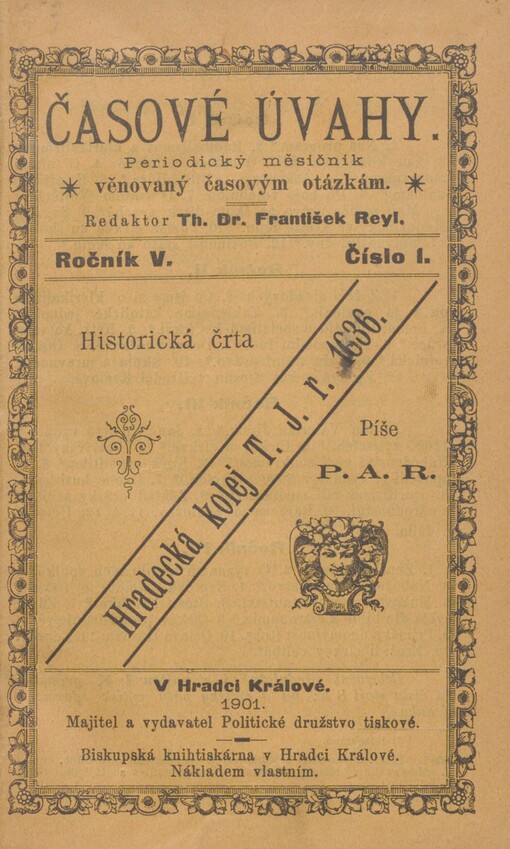 ČASOVÉ ÚVAHY.
Periodický měsíčník
* věnovaný časovým otázkám. *
Redaktor Th. Dr. František Reyl.
Ročník V. Číslo 1.
Historická črta
Hradecká kolej T. J. r. 1636.
Píše
P. A. R.
V Hradci Králové.
1901.
Majitel a vydavatel Politické družstvo tiskové.
Biskupská knihtiskárna v Hradci Králové.
Nákladem vlastním.